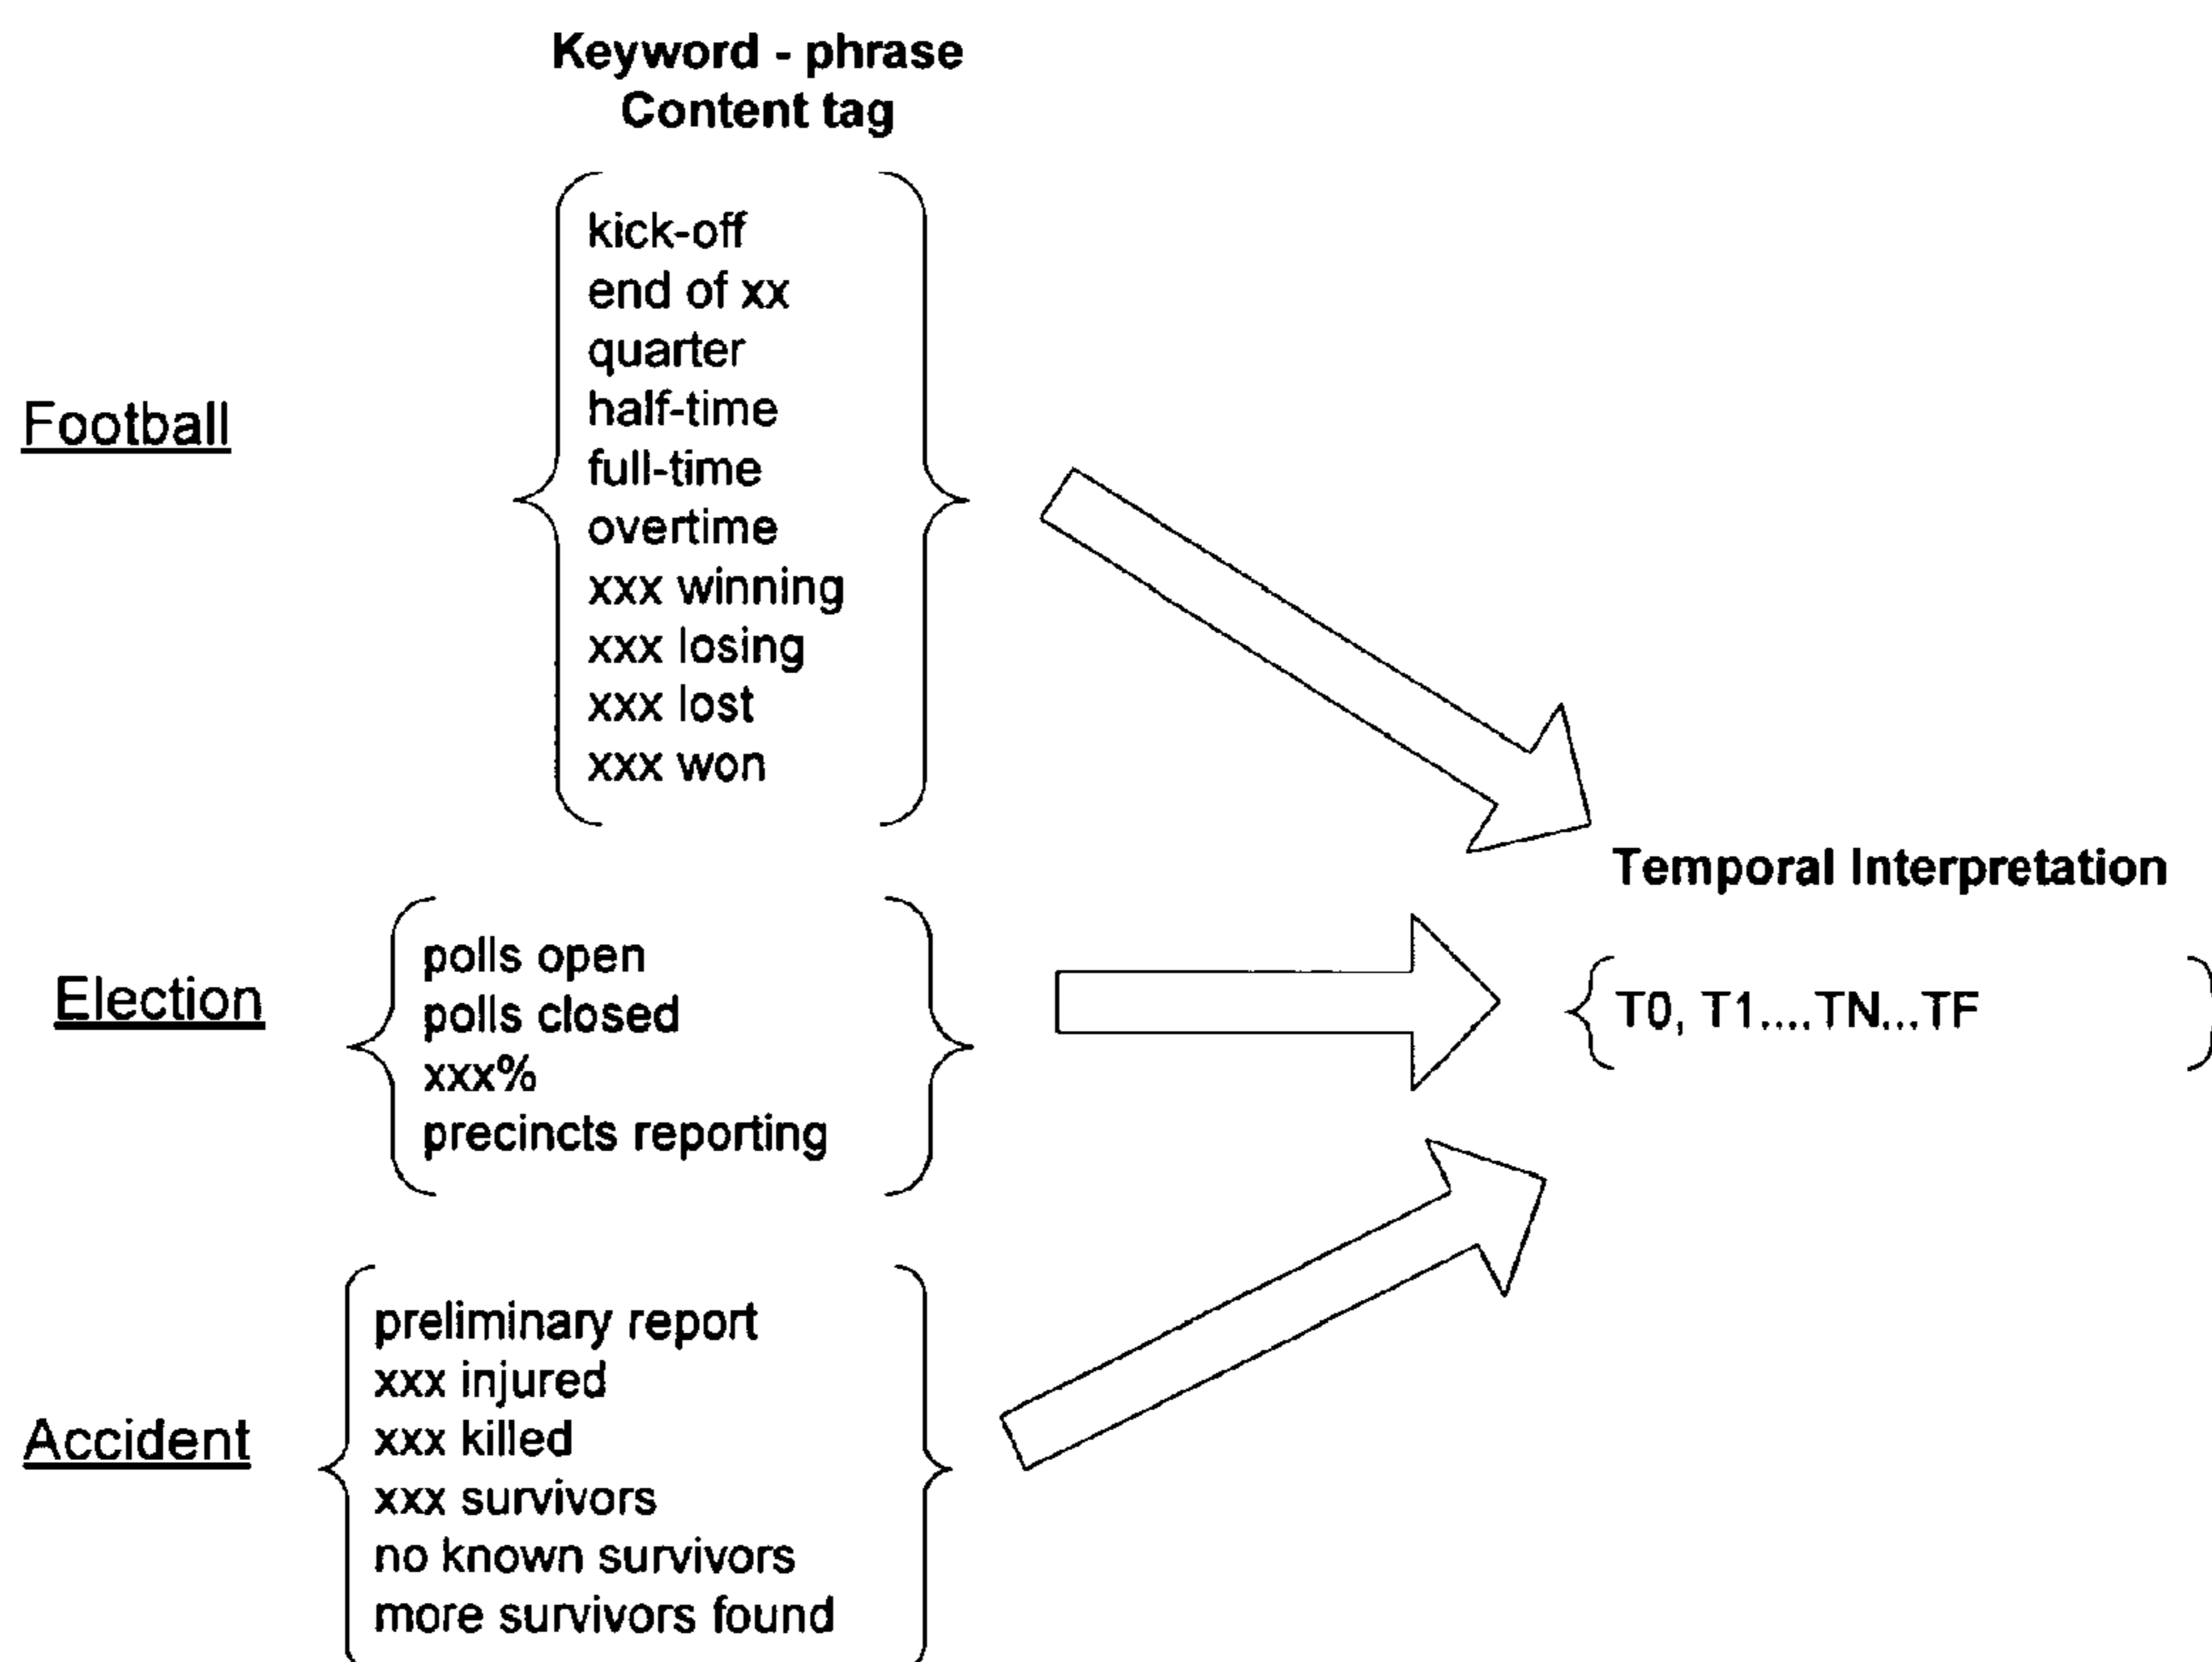 Keyword - phrase
Content tag
Football
kick-off
end of xx
quarter
half-time
full-time
overtime
xxx winning
xxx losing
xxx lost
xxx won
Temporal Interpretation
T0, T1....TN...TF
Election
polls open
polls closed
xxx%
precincts reporting
Accident
preliminary report
xxx injured
xxx killed
xxx survivors
no known survivors
more survivors found